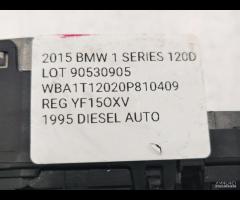 2015 BMW 1 SERIES 120D
LOT 90530905
WBA1T12020P810409
REG YF15OXV
1995 DIESEL AUTO